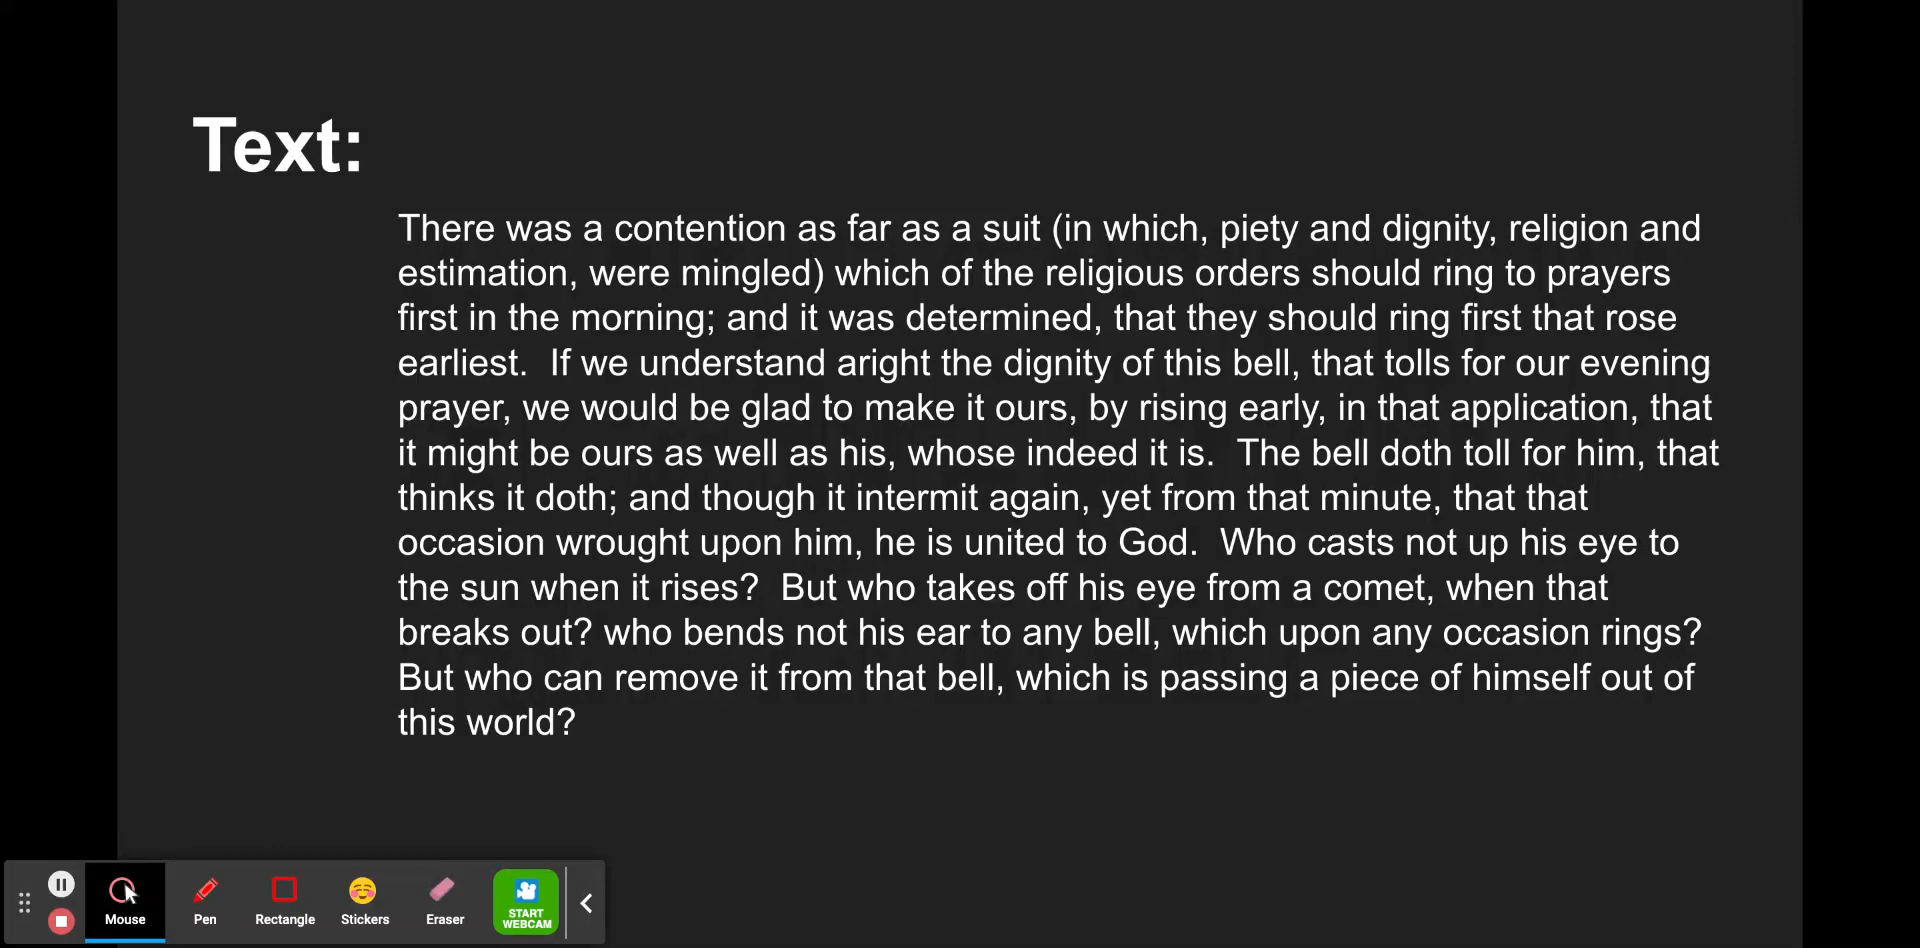 Text:
There was a contention as far as a suit (in which, piety and dignity, religion and
estimation, were mingled) which of the religious orders should ring to prayers
first in the morning; and it was determined, that they should ring first that rose
earliest.  If we understand aright the dignity of this bell, that tolls for our evening
prayer, we would be glad to make it ours, by rising early, in that application, that
it might be ours as well as his, whose indeed it is.  The bell doth toll for him, that
thinks it doth; and though it intermit again, yet from that minute, that that
occasion wrought upon him, he is united to God.  Who casts not up his eye to
the sun when it rises?  But who takes off his eye from a comet, when that
breaks out? who bends not his ear to any bell, which upon any occasion rings?
But who can remove it from that bell, which is passing a piece of himself out of
this world?
Mouse
Pen
Rectangle
Stickers
Eraser
START
WEBCAM